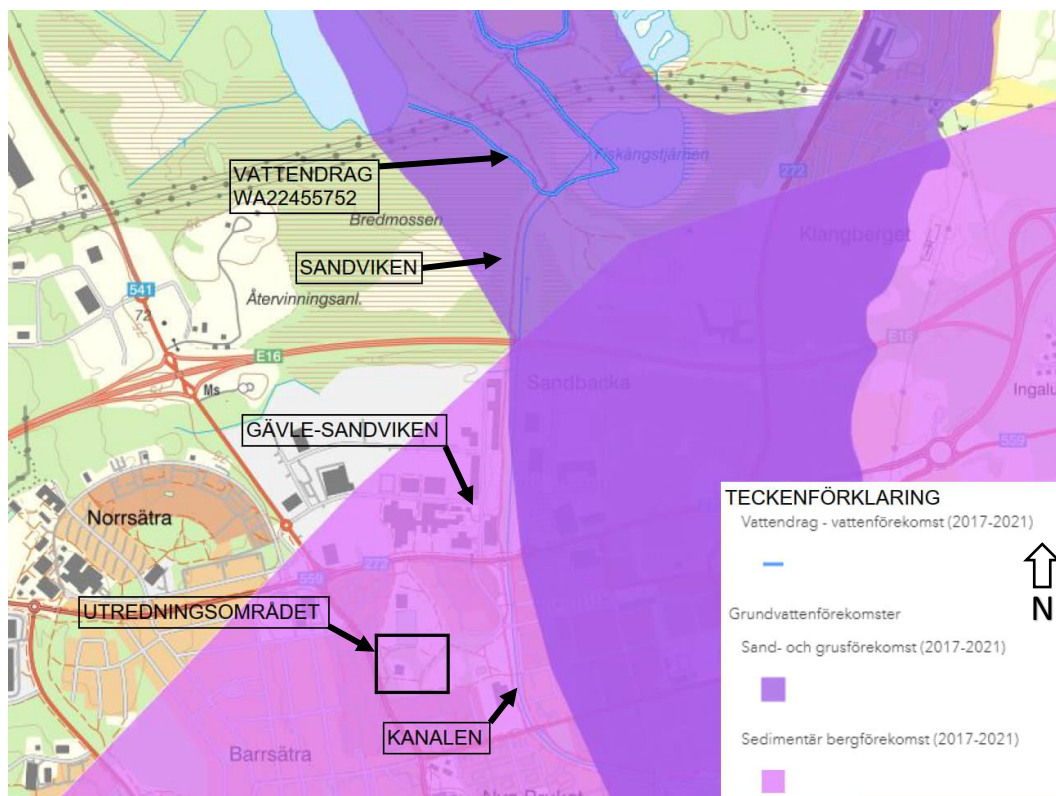 Fiskängstjärnen
VATTENDRAG
WA22455752
272
Bredmossen
Klangberget
SANDVIKEN
541
72
Återvinningsanl.
E16
E16
Ms
Sandbacka
Ingalu
GÄVLE-SANDVIKEN
559
Norrsätra
272
559
UTREDNINGSOMRÅDET
KANALEN
Barrsätra
Nya Bruket
TECKENFÖRKLARING
Vattendrag - vattenförekomst (2017-2021)
N
Grundvattenförekomster
Sand- och grusförekomst (2017-2021)
Sedimentär bergförekomst (2017-2021)